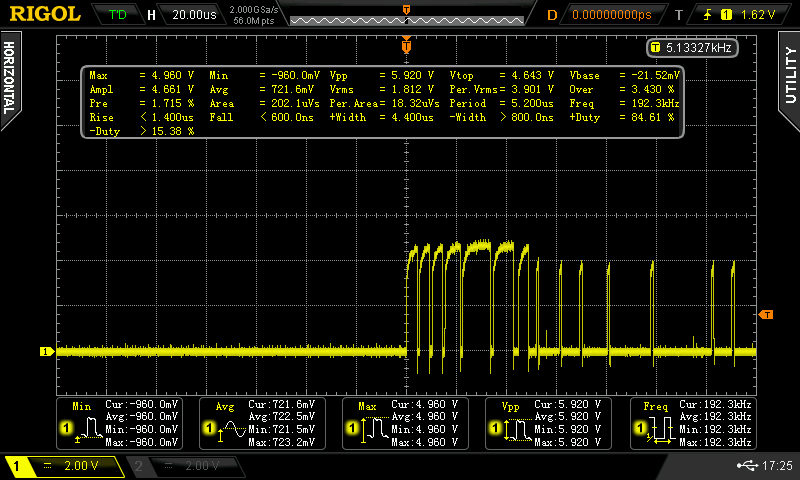 RIGOL T'D H 20.00us 2.000GSa/s 56.0M pts D 0.00000000ps T 1 1.62 V
T
HORIZONTAL
UTILITY
T 5.13327kHz
Max = 4.960 V Min = -960.0mV Vpp = 5.920 V Vtop = 4.643 V Vbase = -21.52mV
Ampl = 4.661 V Avg = 721.6mV Vrms = 1.812 V Per.Vrms= 3.901 V Over = 3.430 %
Pre = 1.715 % Area = 202.1uVs Per.Area= 18.32uVs Period = 5.200us Freq = 192.3kHz
Rise < 1.400us Fall < 600.0ns +Width = 4.400us -Width > 800.0ns +Duty = 84.61 %
-Duty > 15.38 %
T
1
Min Cur:-960.0mV Avg:-960.0mV Min:-960.0mV Max:-960.0mV
1
Avg Cur:721.6mV Avg:722.5mV Min:721.5mV Max:723.2mV
1
Max Cur:4.960 V Avg:4.960 V Min:4.960 V Max:4.960 V
1
Vpp Cur:5.920 V Avg:5.920 V Min:5.920 V Max:5.920 V
1
Freq Cur:192.3kHz Avg:192.3kHz Min:192.3kHz Max:192.3kHz
1
1 2.00 V 2 2.00 V 17:25